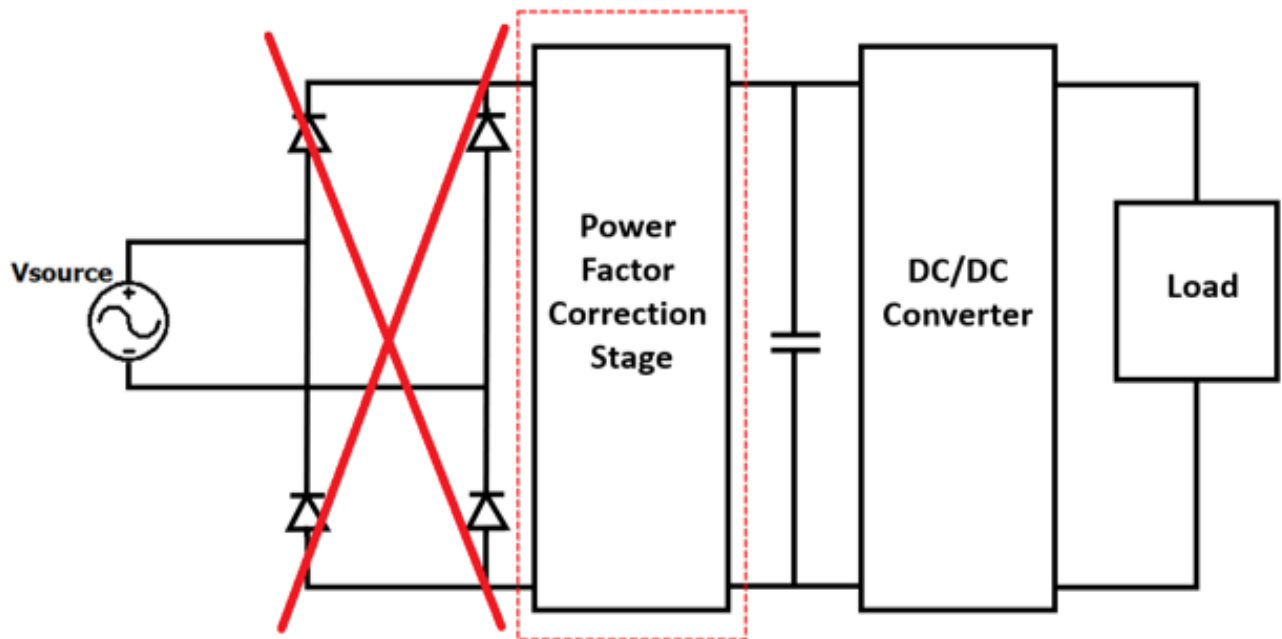 Vsource
Power
Factor
Correction
Stage
DC/DC
Converter
Load